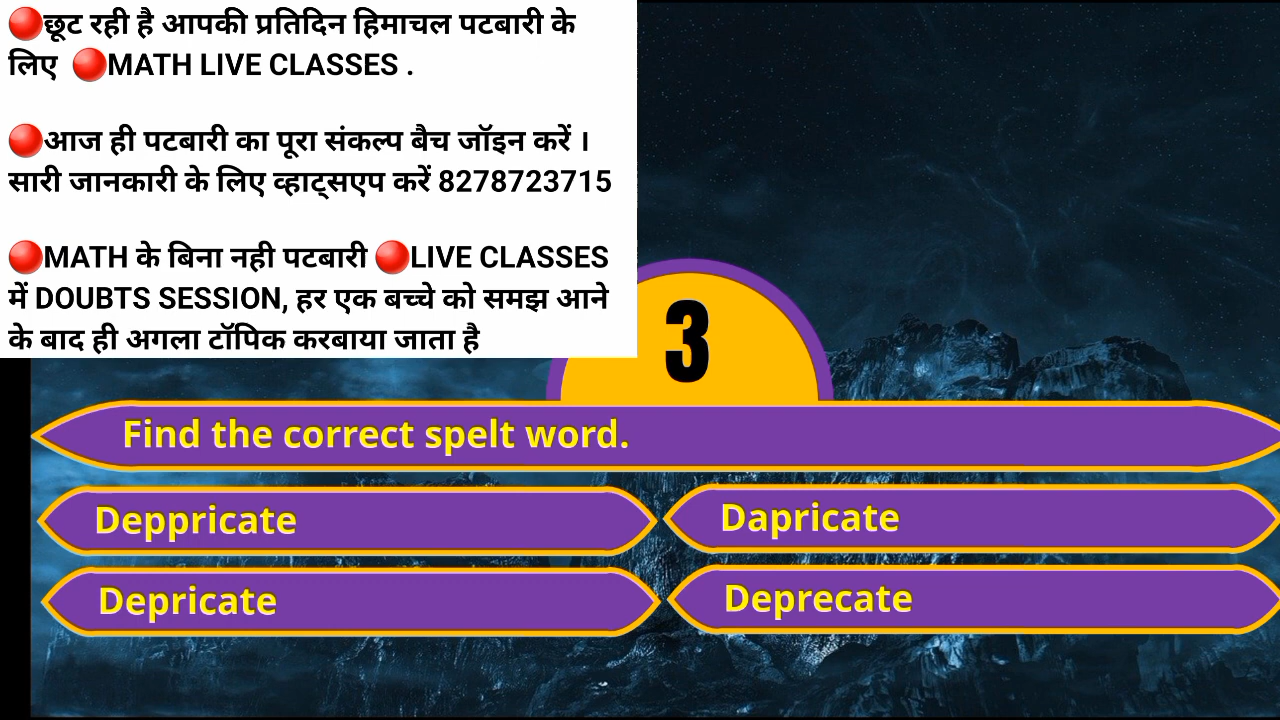 🔴छूट रही है आपकी प्रतिदिन हिमाचल पटबारी के
लिए 🔴MATH LIVE CLASSES .
🔴आज ही पटबारी का पूरा संकल्प बैच जॉइन करें ।
सारी जानकारी के लिए व्हाट्सएप करें 8278723715
🔴MATH के बिना नही पटबारी 🔴LIVE CLASSES
में DOUBTS SESSION, हर एक बच्चे को समझ आने
के बाद ही अगला टॉपिक करबाया जाता है
3
Find the correct spelt word.
Deppricate
Dapricate
Depricate
Deprecate